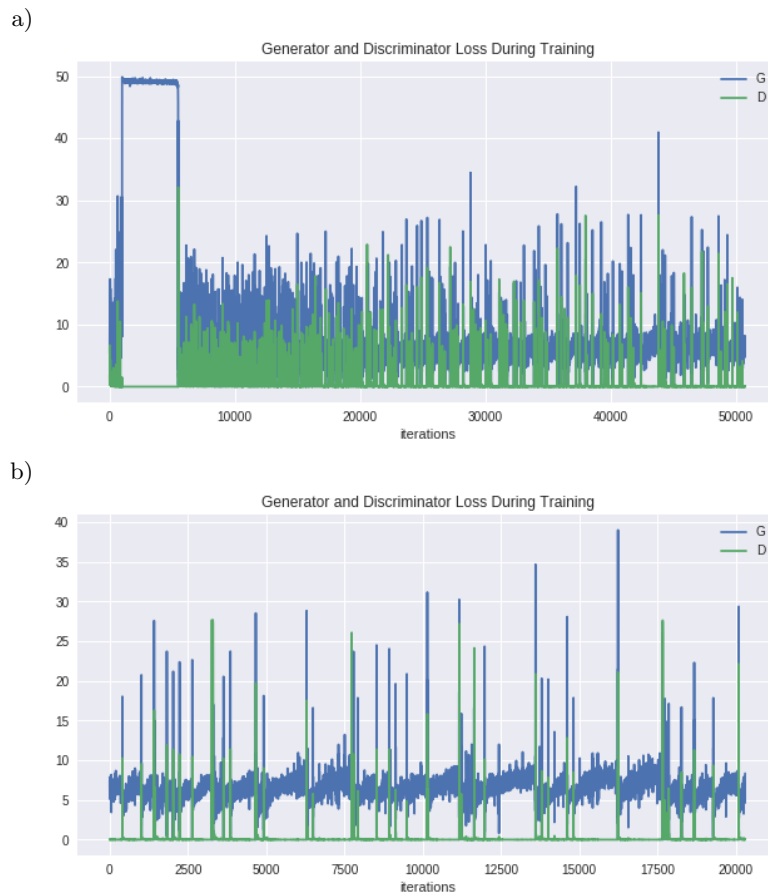 a)
Generator and Discriminator Loss During Training
50
40
30
20
10
0
G
D
0 10000 20000 30000 40000 50000
iterations
b)
Generator and Discriminator Loss During Training
40
35
30
25
20
15
10
5
0
G
D
0 2500 5000 7500 10000 12500 15000 17500 20000
iterations